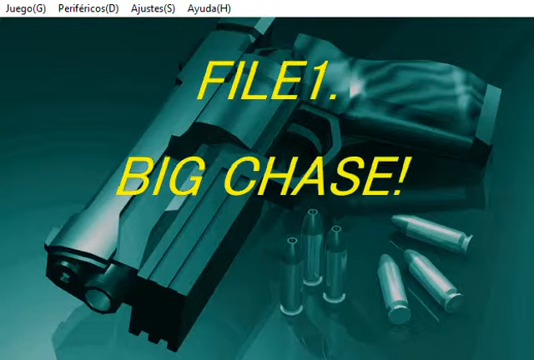 Juego(G) Periféricos(D) Ajustes(S) Ayuda(H)
FILE1.
BIG CHASE!